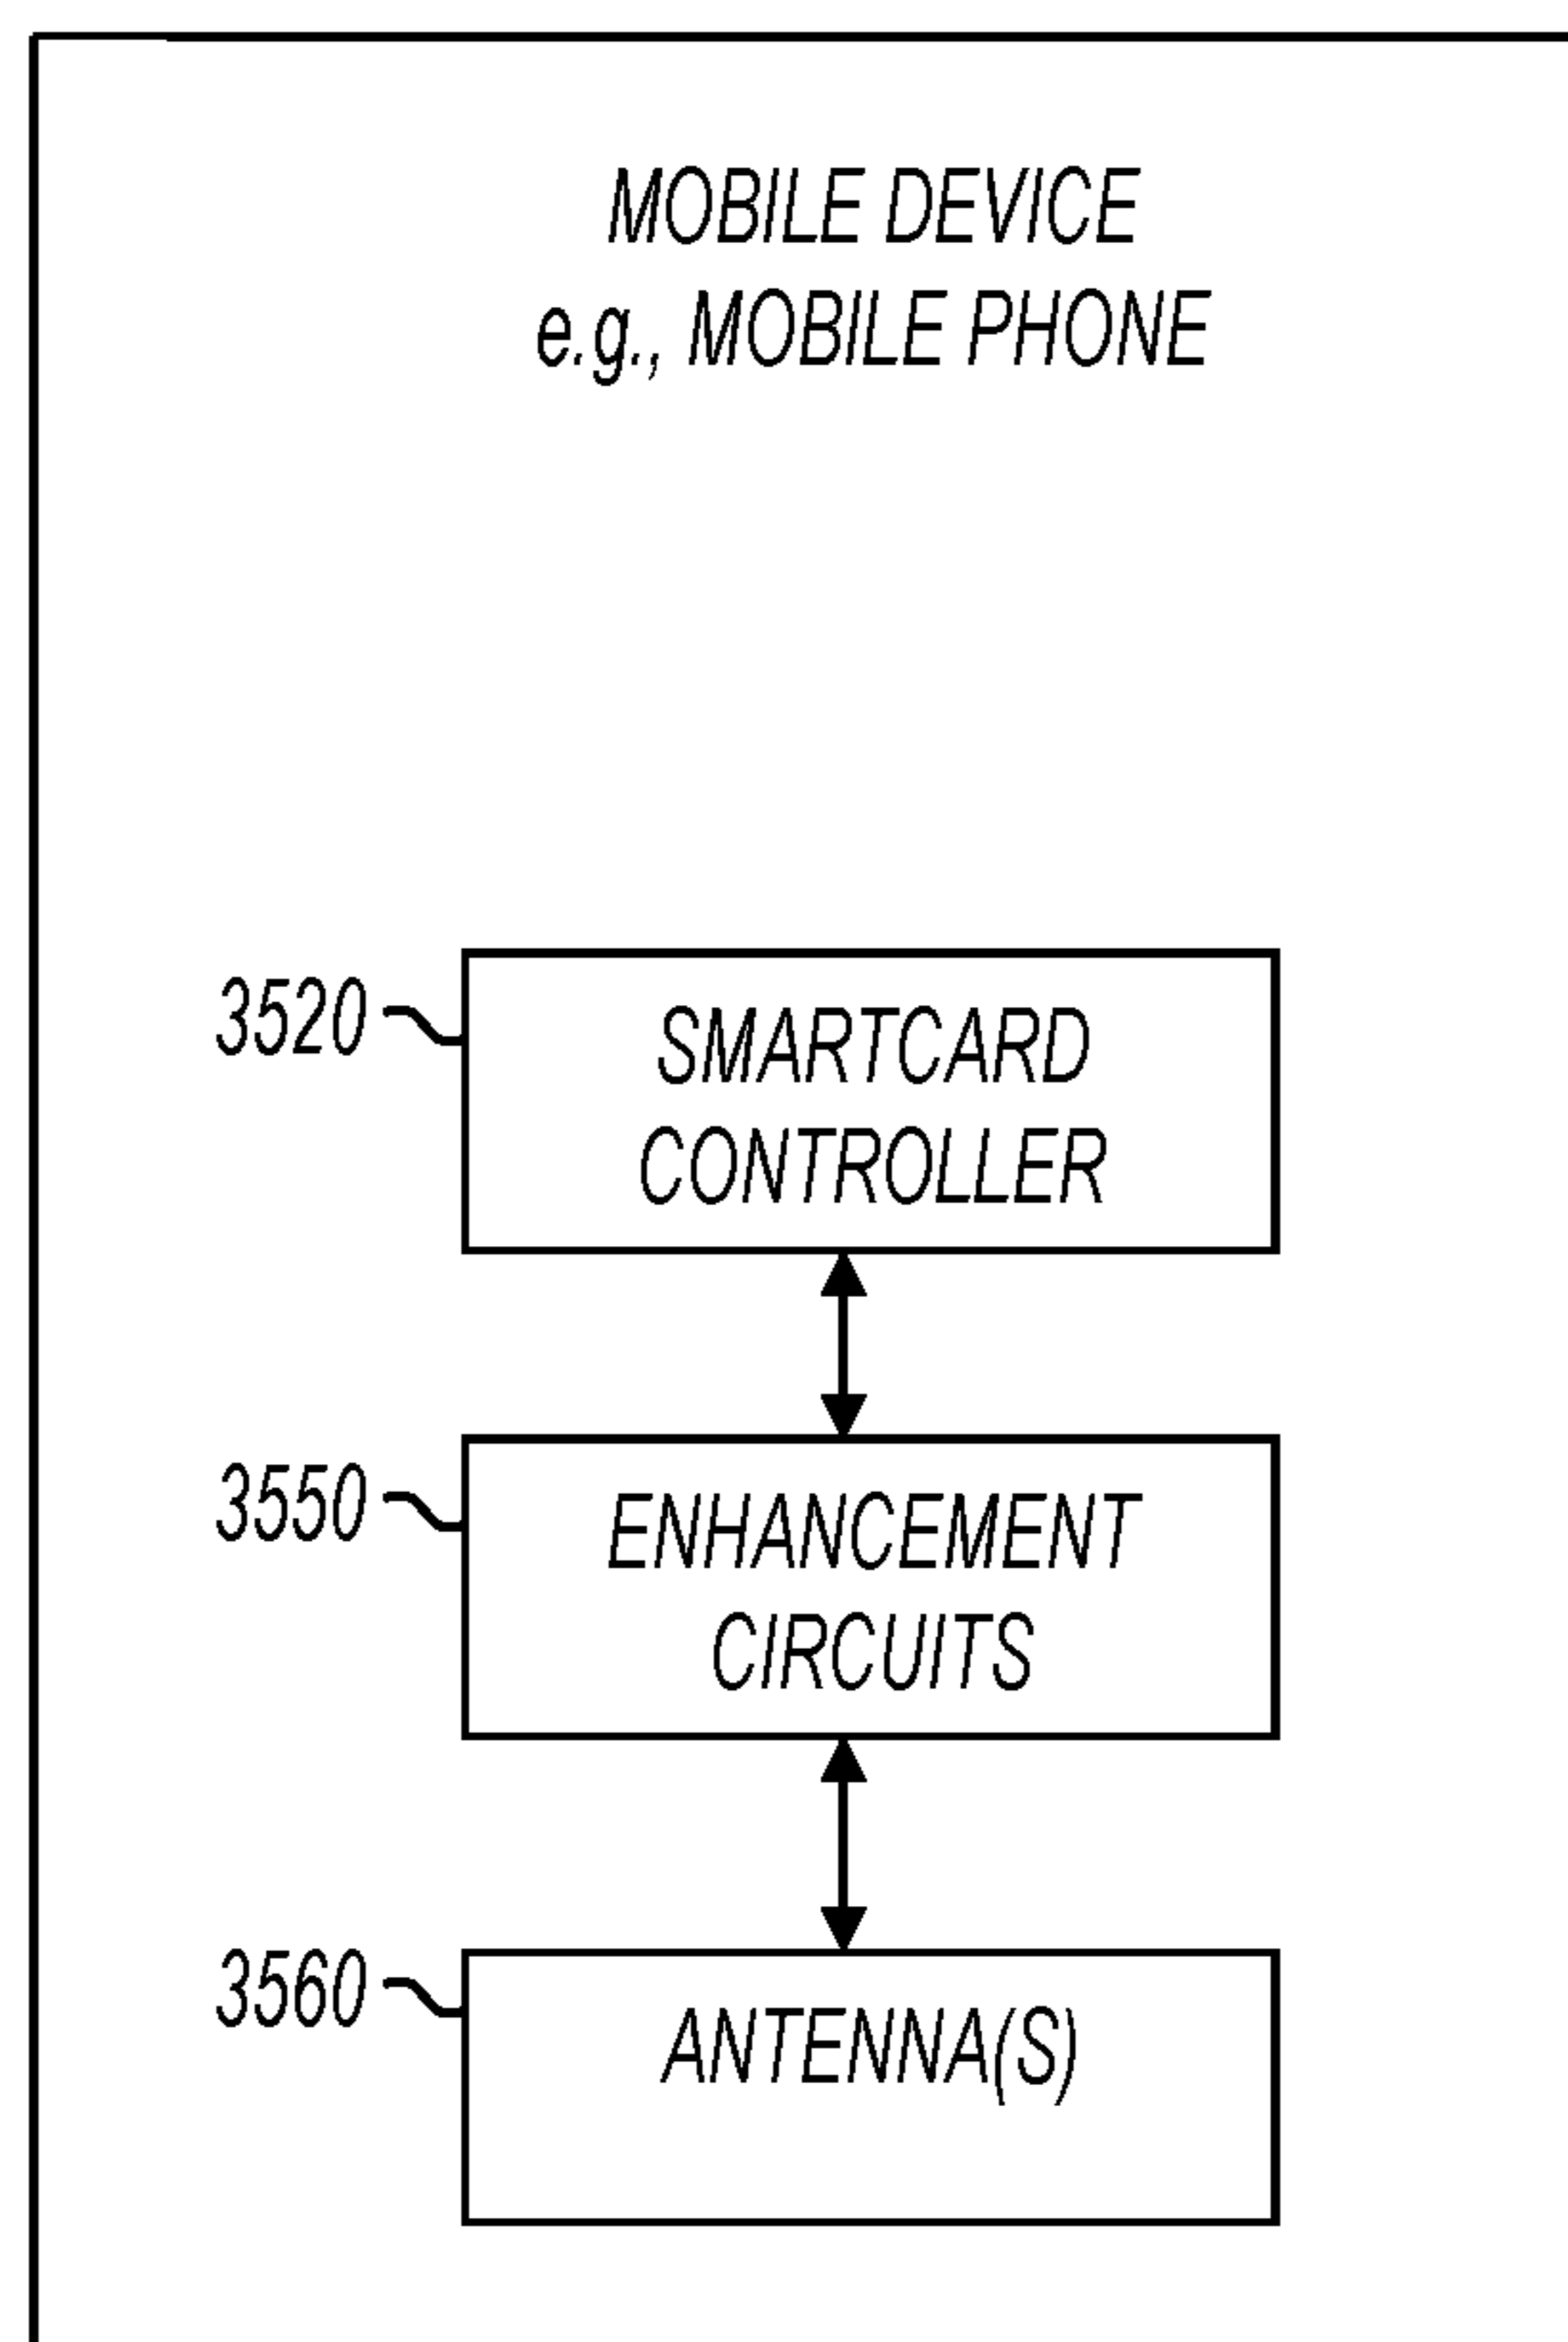 MOBILE DEVICE
e.g., MOBILE PHONE
3520
SMARTCARD
CONTROLLER
3550
ENHANCEMENT
CIRCUITS
3560
ANTENNA(S)